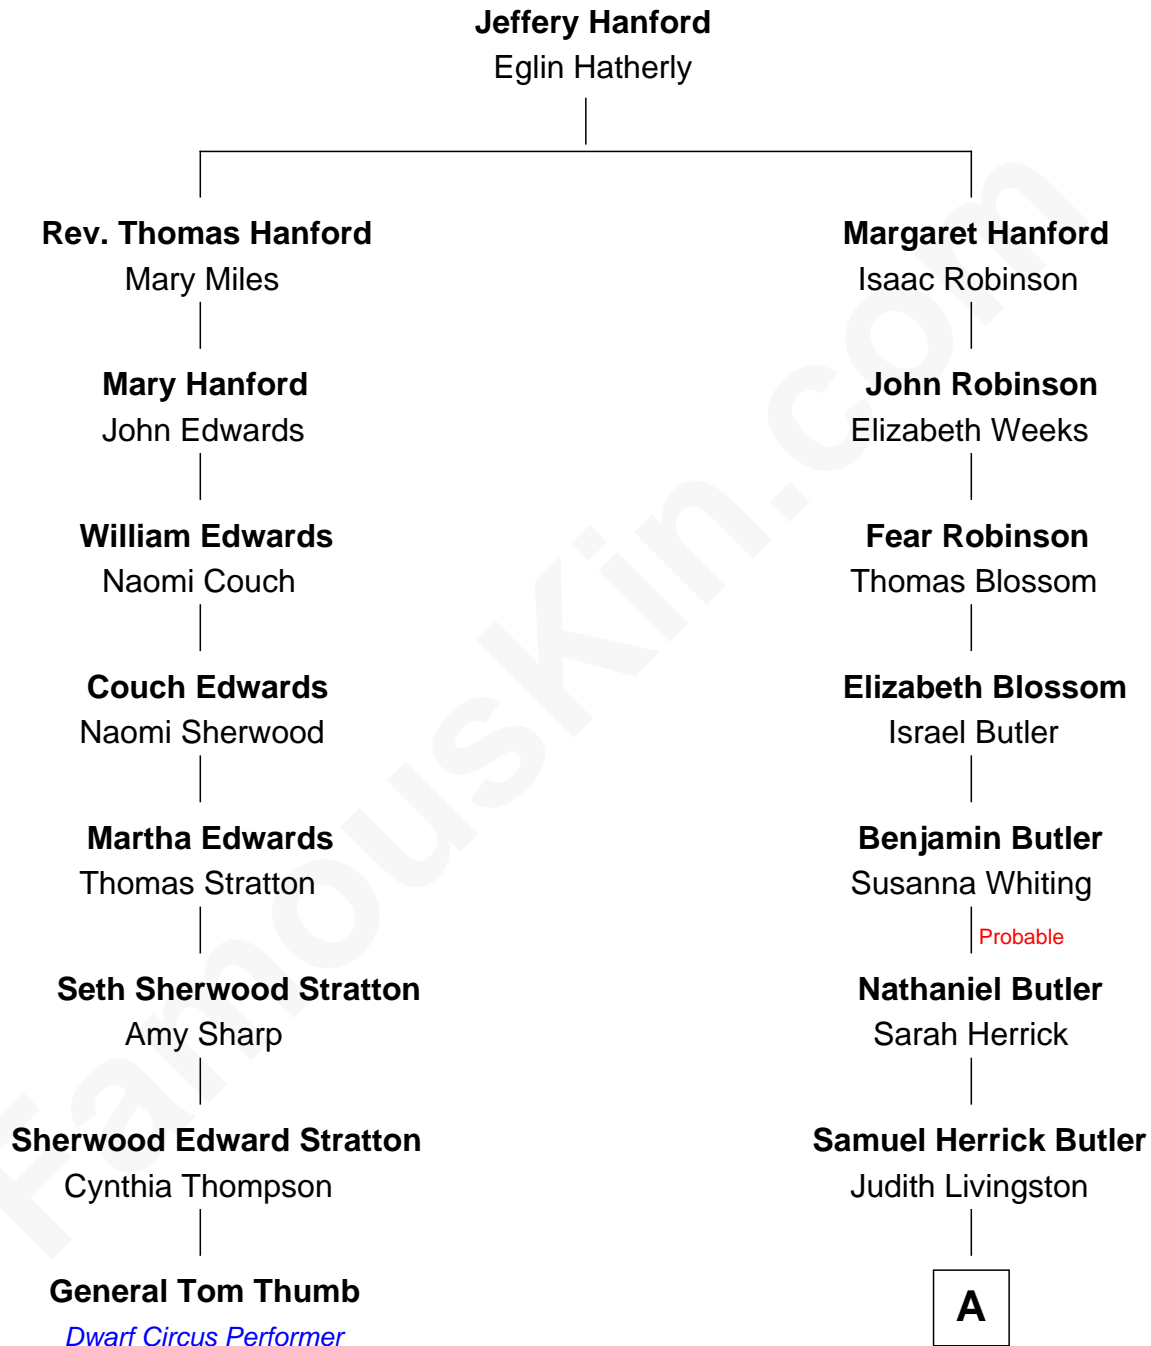 Jeffery Hanford
Eglin Hatherly
Rev. Thomas Hanford
Mary Miles
Margaret Hanford
Isaac Robinson
Mary Hanford
John Edwards
John Robinson
Elizabeth Weeks
William Edwards
Naomi Couch
Fear Robinson
Thomas Blossom
Couch Edwards
Naomi Sherwood
Elizabeth Blossom
Israel Butler
Martha Edwards
Thomas Stratton
Benjamin Butler
Susanna Whiting
Probable
Seth Sherwood Stratton
Amy Sharp
Nathaniel Butler
Sarah Herrick
Sherwood Edward Stratton
Cynthia Thompson
Samuel Herrick Butler
Judith Livingston
General Tom Thumb
Dwarf Circus Performer
A
FamousKin.com